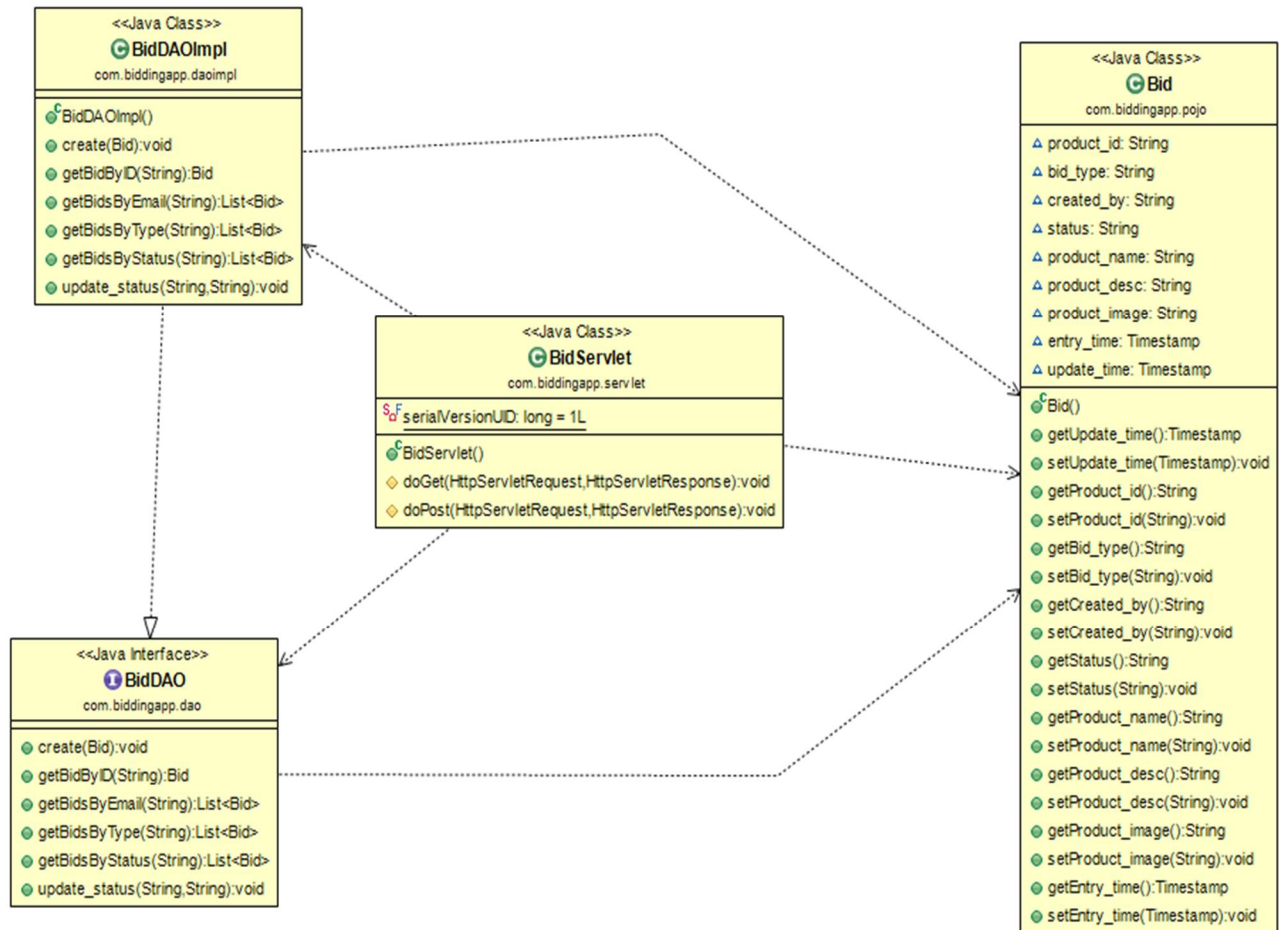 <<Java Class>>
BidDAOImpl
com.biddingapp.daoimpl
BidDAOImpl()
create(Bid):void
getBidByID(String):Bid
getBidsByEmail(String):List<Bid>
getBidsByType(String):List<Bid>
getBidsByStatus(String):List<Bid>
update_status(String,String):void
<<Java Class>>
BidServlet
com.biddingapp.servlet
serialVersionUID: long = 1L
BidServlet()
doGet(HttpServletRequest,HttpServletResponse):void
doPost(HttpServletRequest,HttpServletResponse):void
<<Java Interface>>
BidDAO
com.biddingapp.dao
create(Bid):void
getBidByID(String):Bid
getBidsByEmail(String):List<Bid>
getBidsByType(String):List<Bid>
getBidsByStatus(String):List<Bid>
update_status(String,String):void
<<Java Class>>
Bid
com.biddingapp.pojo
product_id: String
bid_type: String
created_by: String
status: String
product_name: String
product_desc: String
product_image: String
entry_time: Timestamp
update_time: Timestamp
Bid()
getUpdate_time():Timestamp
setUpdate_time(Timestamp):void
getProduct_id():String
setProduct_id(String):void
getBid_type():String
setBid_type(String):void
getCreated_by():String
setCreated_by(String):void
getStatus():String
setStatus(String):void
getProduct_name():String
setProduct_name(String):void
getProduct_desc():String
setProduct_desc(String):void
getProduct_image():String
setProduct_image(String):void
getEntry_time():Timestamp
setEntry_time(Timestamp):void